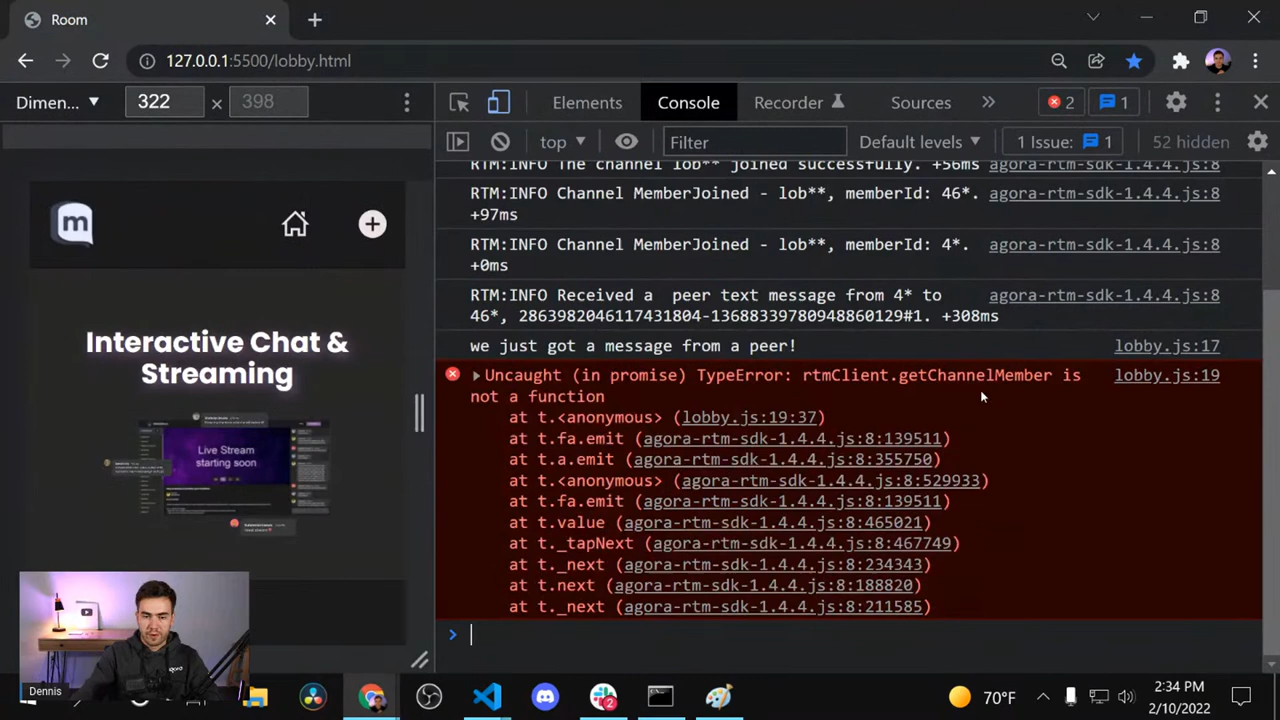 Room
127.0.0.1:5500/lobby.html
Dimen...
322
×
398
Elements
Console
Recorder
Sources
2
1
top
Filter
Default levels
1 Issue:
1
52 hidden
RTM:INFO The channel lob** joined successfully. +56ms
agora-rtm-sdk-1.4.4.js:8
RTM:INFO Channel MemberJoined - lob**, memberId: 46*.
agora-rtm-sdk-1.4.4.js:8
+97ms
RTM:INFO Channel MemberJoined - lob**, memberId: 4*.
agora-rtm-sdk-1.4.4.js:8
+0ms
RTM:INFO Received a  peer text message from 4* to
agora-rtm-sdk-1.4.4.js:8
46*, 2863982046117431804-13688339780948860129#1. +308ms
we just got a message from a peer!
lobby.js:17
Uncaught (in promise) TypeError: rtmClient.getChannelMember is
lobby.js:19
not a function
at t.<anonymous> (lobby.js:19:37)
at t.fa.emit (agora-rtm-sdk-1.4.4.js:8:139511)
at t.a.emit (agora-rtm-sdk-1.4.4.js:8:355750)
at t.<anonymous> (agora-rtm-sdk-1.4.4.js:8:529933)
at t.fa.emit (agora-rtm-sdk-1.4.4.js:8:139511)
at t.value (agora-rtm-sdk-1.4.4.js:8:465021)
at t._tapNext (agora-rtm-sdk-1.4.4.js:8:467749)
at t._next (agora-rtm-sdk-1.4.4.js:8:234343)
at t.next (agora-rtm-sdk-1.4.4.js:8:188820)
at t._next (agora-rtm-sdk-1.4.4.js:8:211585)
m
Interactive Chat &
Streaming
Live Stream
starting soon
agora
Dennis
2
70°F
2:34 PM
2/10/2022